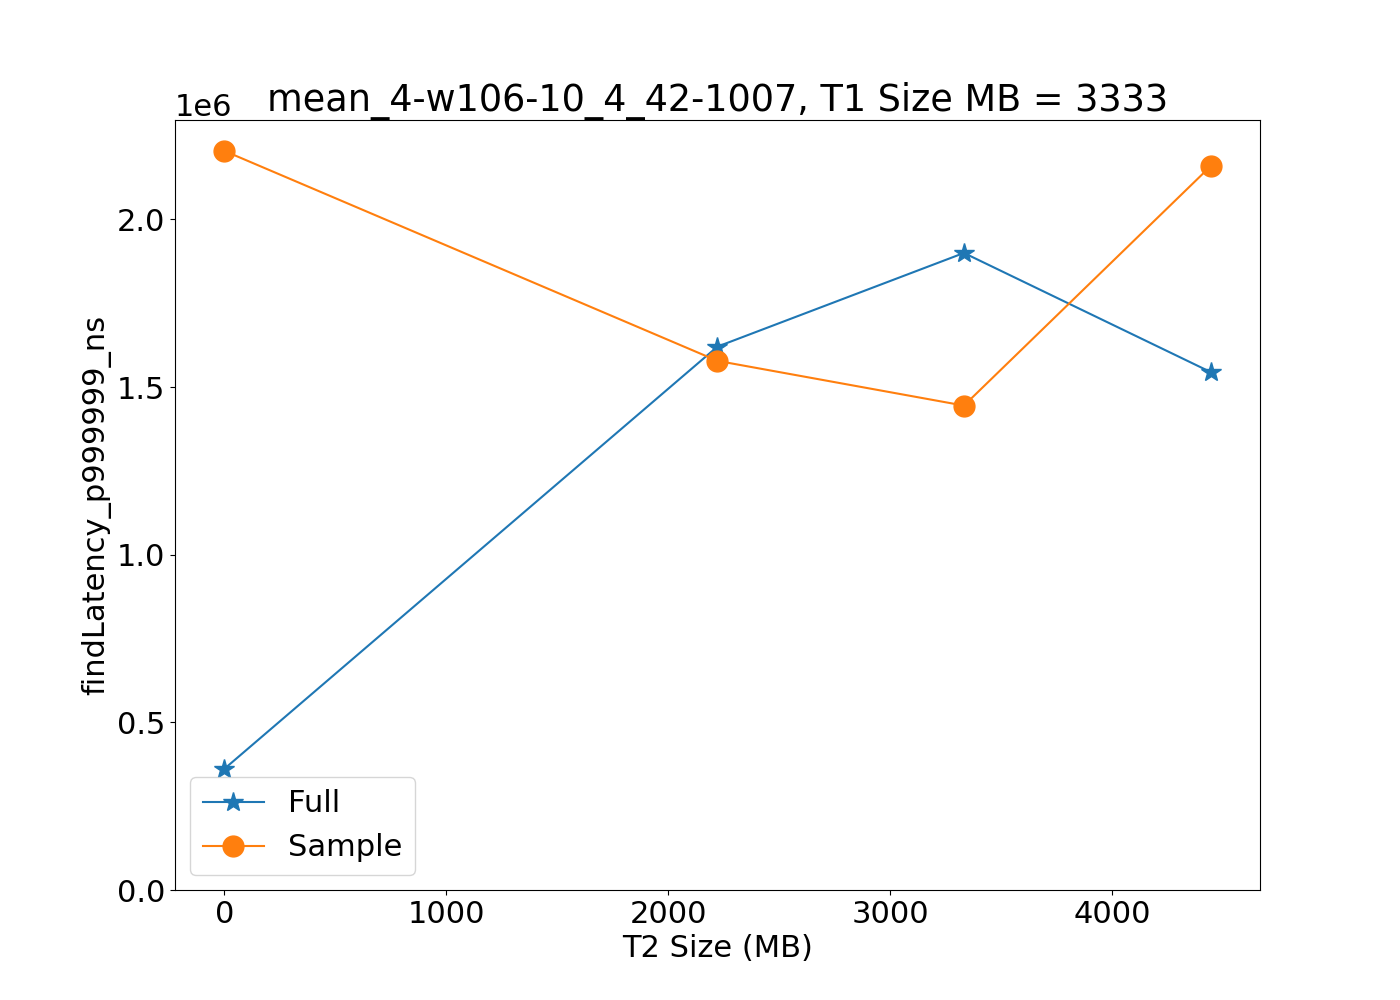 1e6
mean_4-w106-10_4_42-1007, T1 Size MB = 3333
findLatency_p999999_ns
2.0
1.5
1.0
0.5
0.0
Full
Sample
0 1000 2000 3000 4000
T2 Size (MB)